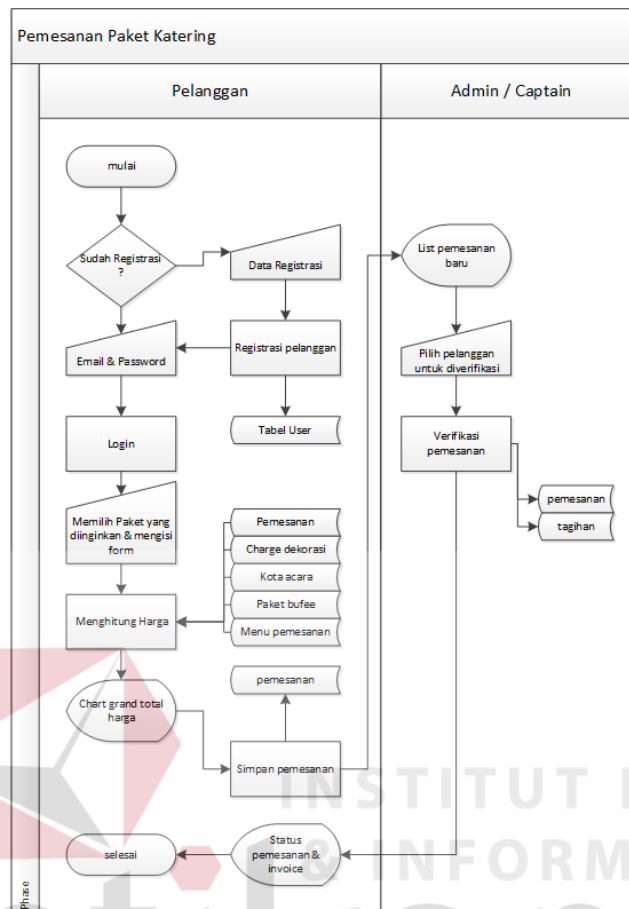 Pemesanan Paket Katering
Pelanggan
Admin / Captain
mulai
Sudah Registrasi
?
Data Registrasi
List pemesanan
baru
Email & Password
Registrasi pelanggan
Pilih pelanggan
untuk diverifikasi
Login
Tabel User
Verifikasi
pemesanan
Memilih Paket yang
diinginkan & mengisi
form
Pemesanan
Charge dekorasi
Kota acara
Paket bufee
Menu pemesanan
pemesanan
tagihan
Menghitung Harga
pemesanan
Chart grand total
harga
Simpan pemesanan
Status
pemesanan &
invoice
selesai
Phase
INSTITUT
& INFORM